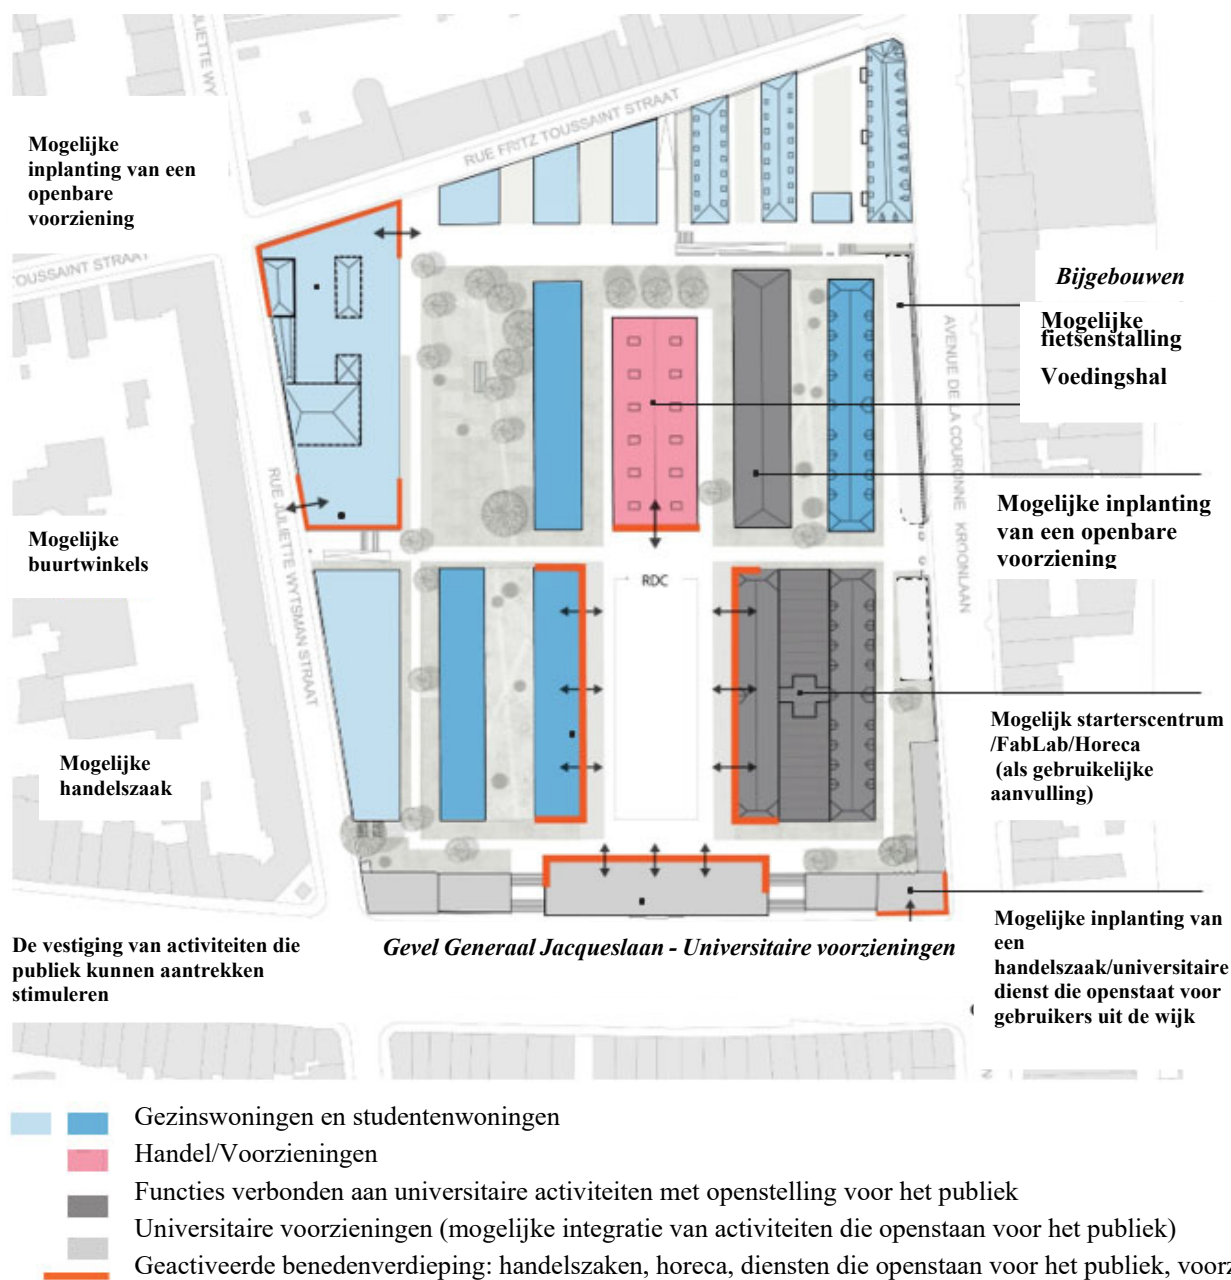 JULIETTE WY
RUE FRITZ TOUSSAINT STRAAT
Mogelijke
inplanting van een
openbare
voorziening
TOUSSAINT STRAAT
Bijgebouwen
Mogelijke
fietsenstalling
Voedingshal
AVENUE DE LA COURONNE KROONLAAN
RUE JULIETTE WYTSMAN STRAAT
Mogelijke inplanting
van een openbare
voorziening
Mogelijke
buurtwinkels
RDC
Mogelijk starterscentrum
/FabLab/Horeca
(als gebruikelijke
aanvulling)
Mogelijke
handelszaak
Mogelijke inplanting van
een
handelszaak/universitaire
dienst die openstaat voor
gebruikers uit de wijk
De vestiging van activiteiten die
publiek kunnen aantrekken
stimuleren
Gevel Generaal Jacqueslaan - Universitaire voorzieningen
Gezinswoningen en studentenwoningen
Handel/Voorzieningen
Functies verbonden aan universitaire activiteiten met openstelling voor het publiek
Universitaire voorzieningen (mogelijke integratie van activiteiten die openstaan voor het publiek)
Geactiveerde benedenverdieping: handelszaken, horeca, diensten die openstaan voor het publiek, voorz